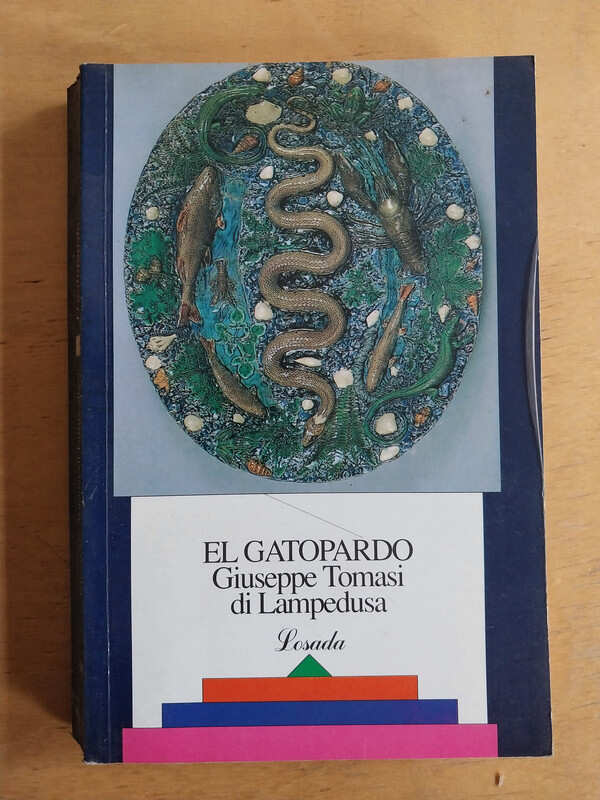 EL GATOPARDO
Giuseppe Tomasi
di Lampedusa
Losada